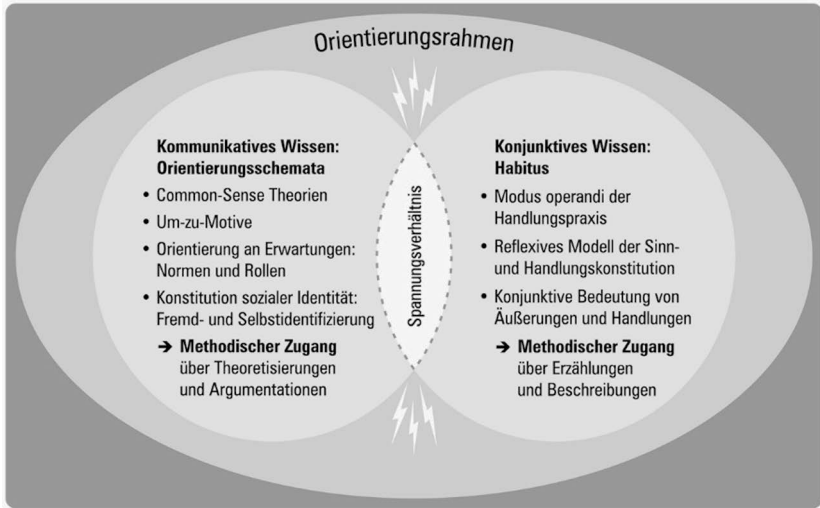 Orientierungsrahmen
Kommunikatives Wissen:
Orientierungsschemata
• Common-Sense Theorien
• Um-zu-Motive
• Orientierung an Erwartungen:
Normen und Rollen
• Konstitution sozialer Identität:
Fremd- und Selbstidentifizierung
➔ Methodischer Zugang
über Theoretisierungen
und Argumentationen
Spannungsverhältnis
Konjunktives Wissen:
Habitus
• Modus operandi der
Handlungspraxis
• Reflexives Modell der Sinn-
und Handlungskonstitution
• Konjunktive Bedeutung von
Äußerungen und Handlungen
➔ Methodischer Zugang
über Erzählungen
und Beschreibungen